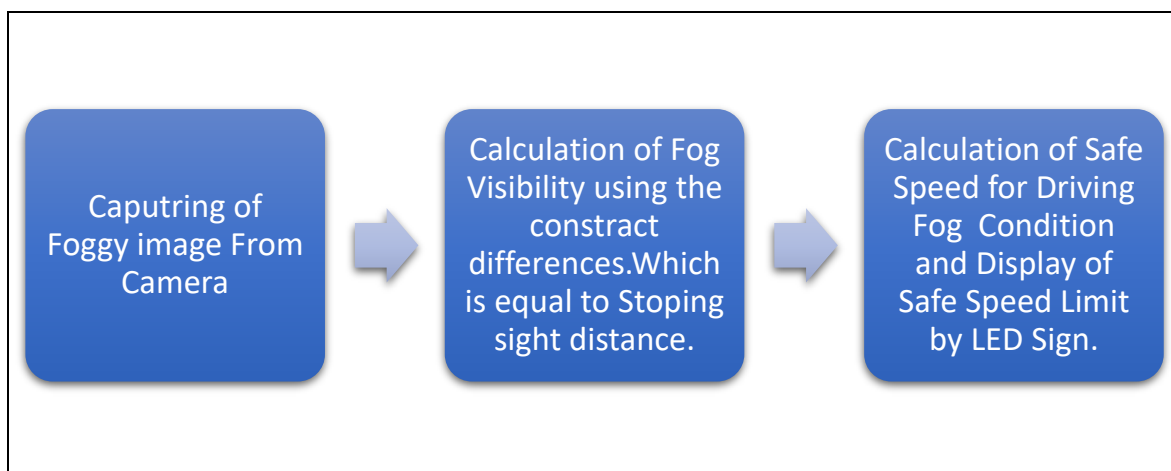 Caputring of
Foggy image From
Camera
Calculation of Fog
Visibility using the
constract
differences.Which
is equal to Stoping
sight distance.
Calculation of Safe
Speed for Driving
Fog  Condition
and Display of
Safe Speed Limit
by LED Sign.